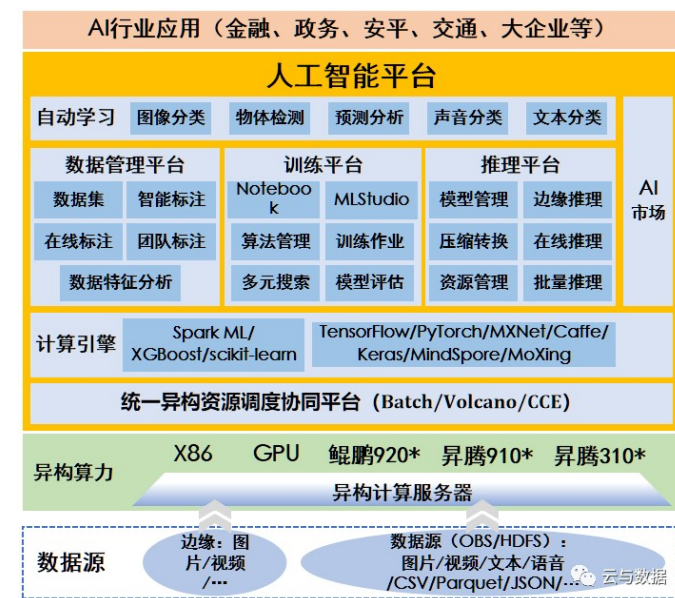 AI行业应用（金融、政务、安平、交通、大企业等）
人工智能平台
自动学习
图像分类
物体检测
预测分析
声音分类
文本分类
AI
市场
数据管理平台
数据集
智能标注
在线标注
团队标注
数据特征分析
训练平台
Noteboo
k
MLStudio
算法管理
训练作业
多元搜索
模型评估
推理平台
模型管理
边缘推理
压缩转换
在线推理
资源管理
批量推理
计算引擎
Spark ML/
XGBoost/scikit-learn
TensorFlow/PyTorch/MXNet/Caffe/
Keras/MindSpore/MoXing
统一异构资源调度协同平台（Batch/Volcano/CCE）
异构算力
X86
GPU
鲲鹏920*
昇腾910*
昇腾310*
异构计算服务器
数据源
边缘：图
片/视频
/…
数据源（OBS/HDFS）：
图片/视频/文本/语音
/CSV/Parquet/JSON/…
云与数据